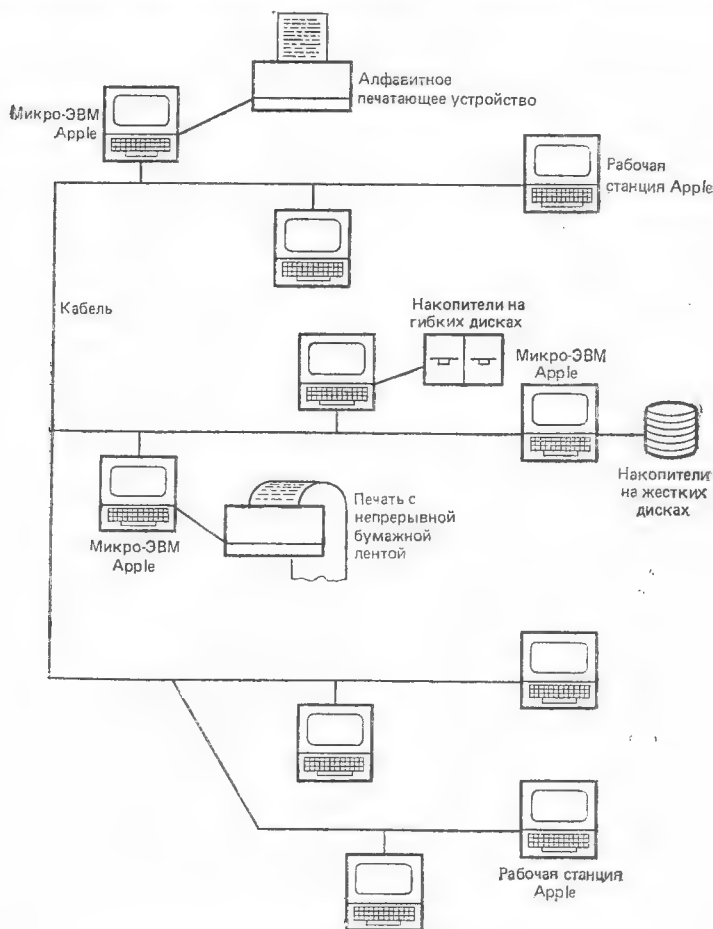 Алфавитное
печатающее устройство
Микро-ЭВМ
Apple
Рабочая
станция Apple
Кабель
Накопители на
гибких дисках
Микро-ЭВМ
Apple
Накопители
на жестких
дисках
Печать с
непрерывной
бумажной
лентой
Микро-ЭВМ
Apple
Рабочая станция
Apple